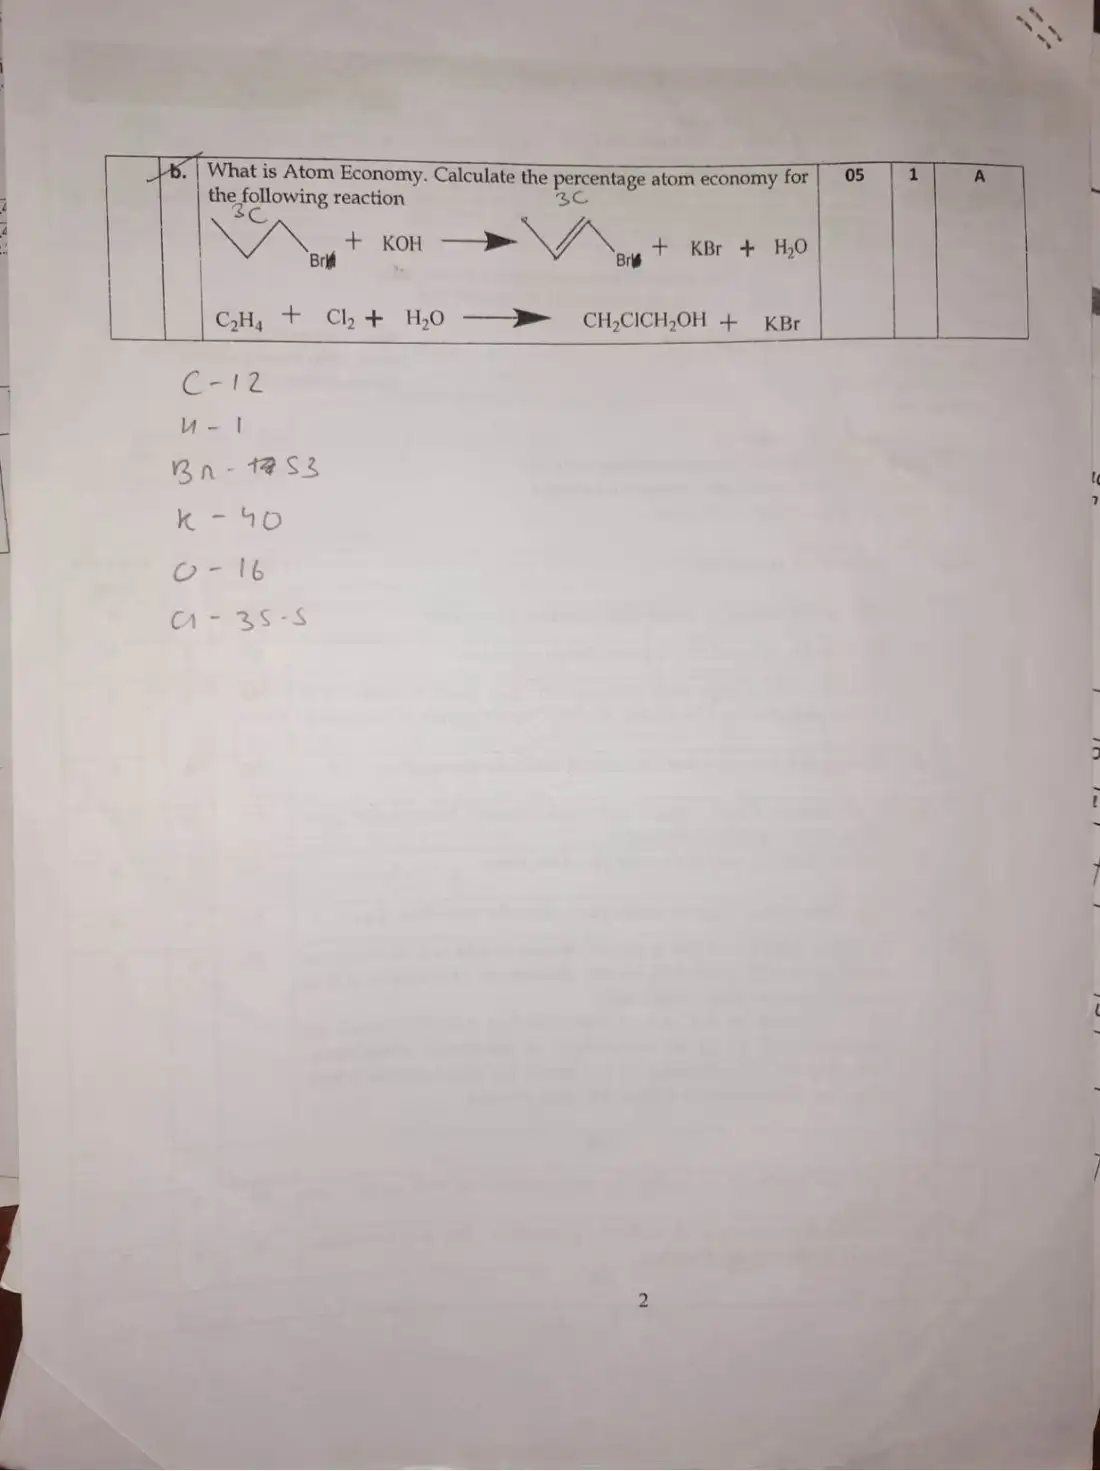 b. What is Atom Economy. Calculate the percentage atom economy for 05 1 A
the following reaction
3C 3C
Br + KOH Br + KBr + H₂O
C₂H₄ + Cl₂ + H₂O CH₂ClCH₂OH + KBr
C - 12
H - 1
Br - 53
K - 40
O - 16
Cl - 35.5
2